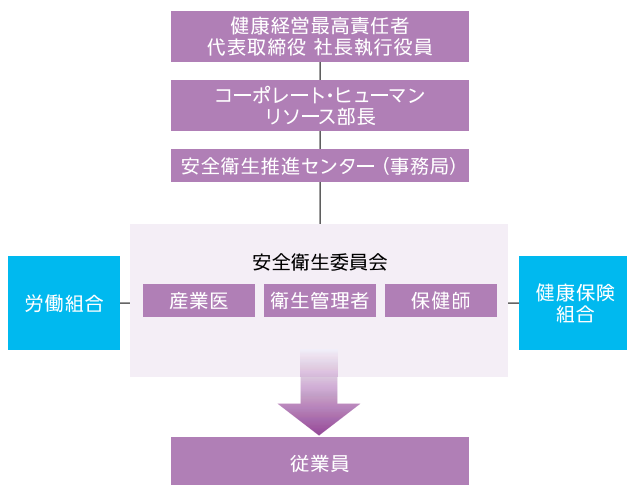 健康経営最高責任者
代表取締役 社長執行役員
コーポレート・ヒューマン
リソース部長
安全衛生推進センター（事務局）
安全衛生委員会
労働組合
産業医
衛生管理者
保健師
健康保険
組合
従業員